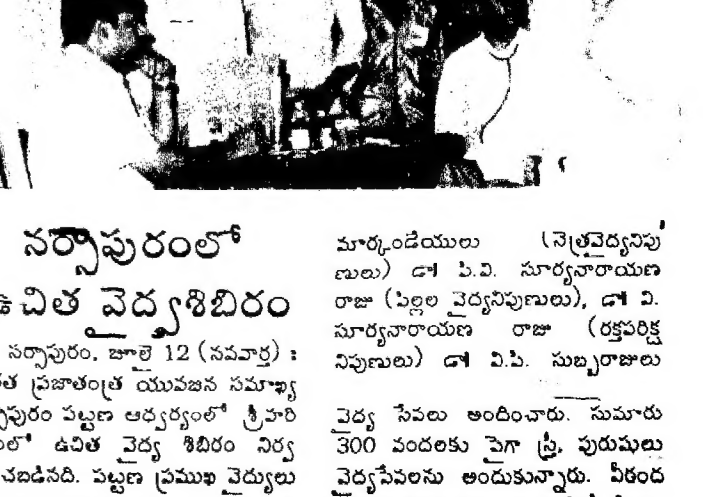 నర్సాపురంలో
ఉచిత వైద్యశిబిరం
నర్సాపురం, జూలై 12 (నవవార్త) :
ప్రజాతంత్ర యువజన సమాఖ్య
పట్టణ ఆధ్వర్యంలో శ్రీహరి
ఉచిత వైద్య శిబిరం నిర్వ
పట్టణ ప్రముఖ వైద్యులు
మార్కండేయులు (నేత్రవైద్యనిపు
ణులు) డా॥ పి.వి. సూర్యనారాయణ
రాజు (పిల్లల వైద్యనిపుణులు), డా॥ వి.
సూర్యనారాయణ రాజు (రక్తపరీక్ష
నిపుణులు) డా॥ వి.పి. సుబ్బరాజులు
వైద్య సేవలు అందించారు. సుమారు
300 వందలకు పైగా స్త్రీ, పురుషులు
వైద్యసేవలను అందుకున్నారు. వీరంద